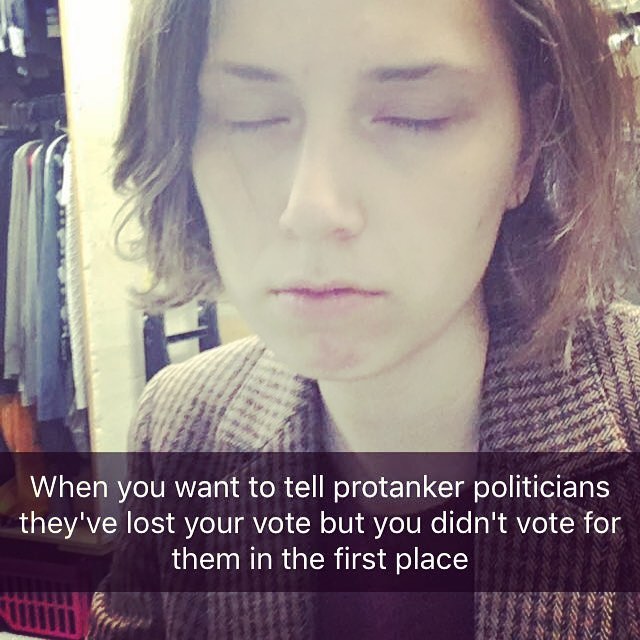 When you want to tell protanker politicians
they've lost your vote but you didn't vote for
them in the first place